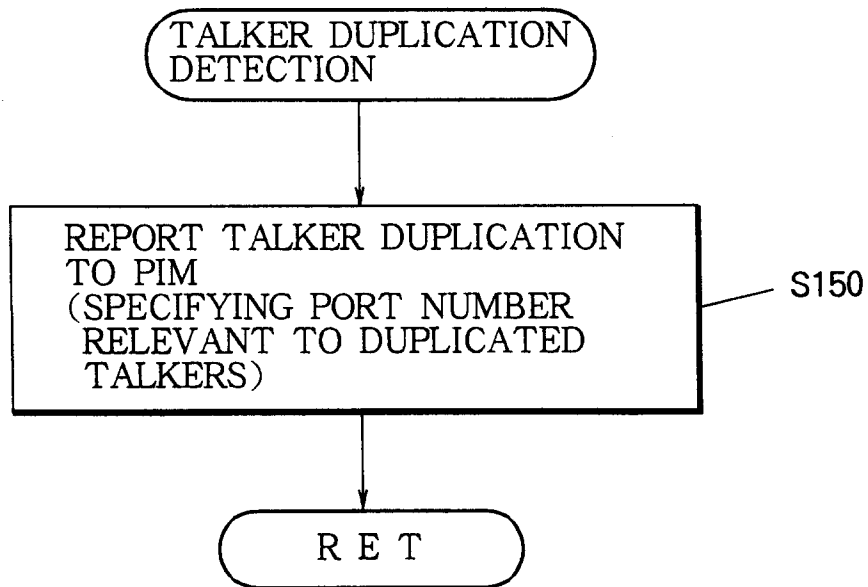 TALKER DUPLICATION
DETECTION
REPORT TALKER DUPLICATION
TO PIM
(SPECIFYING PORT NUMBER
RELEVANT TO DUPLICATED
TALKERS)
S150
R E T